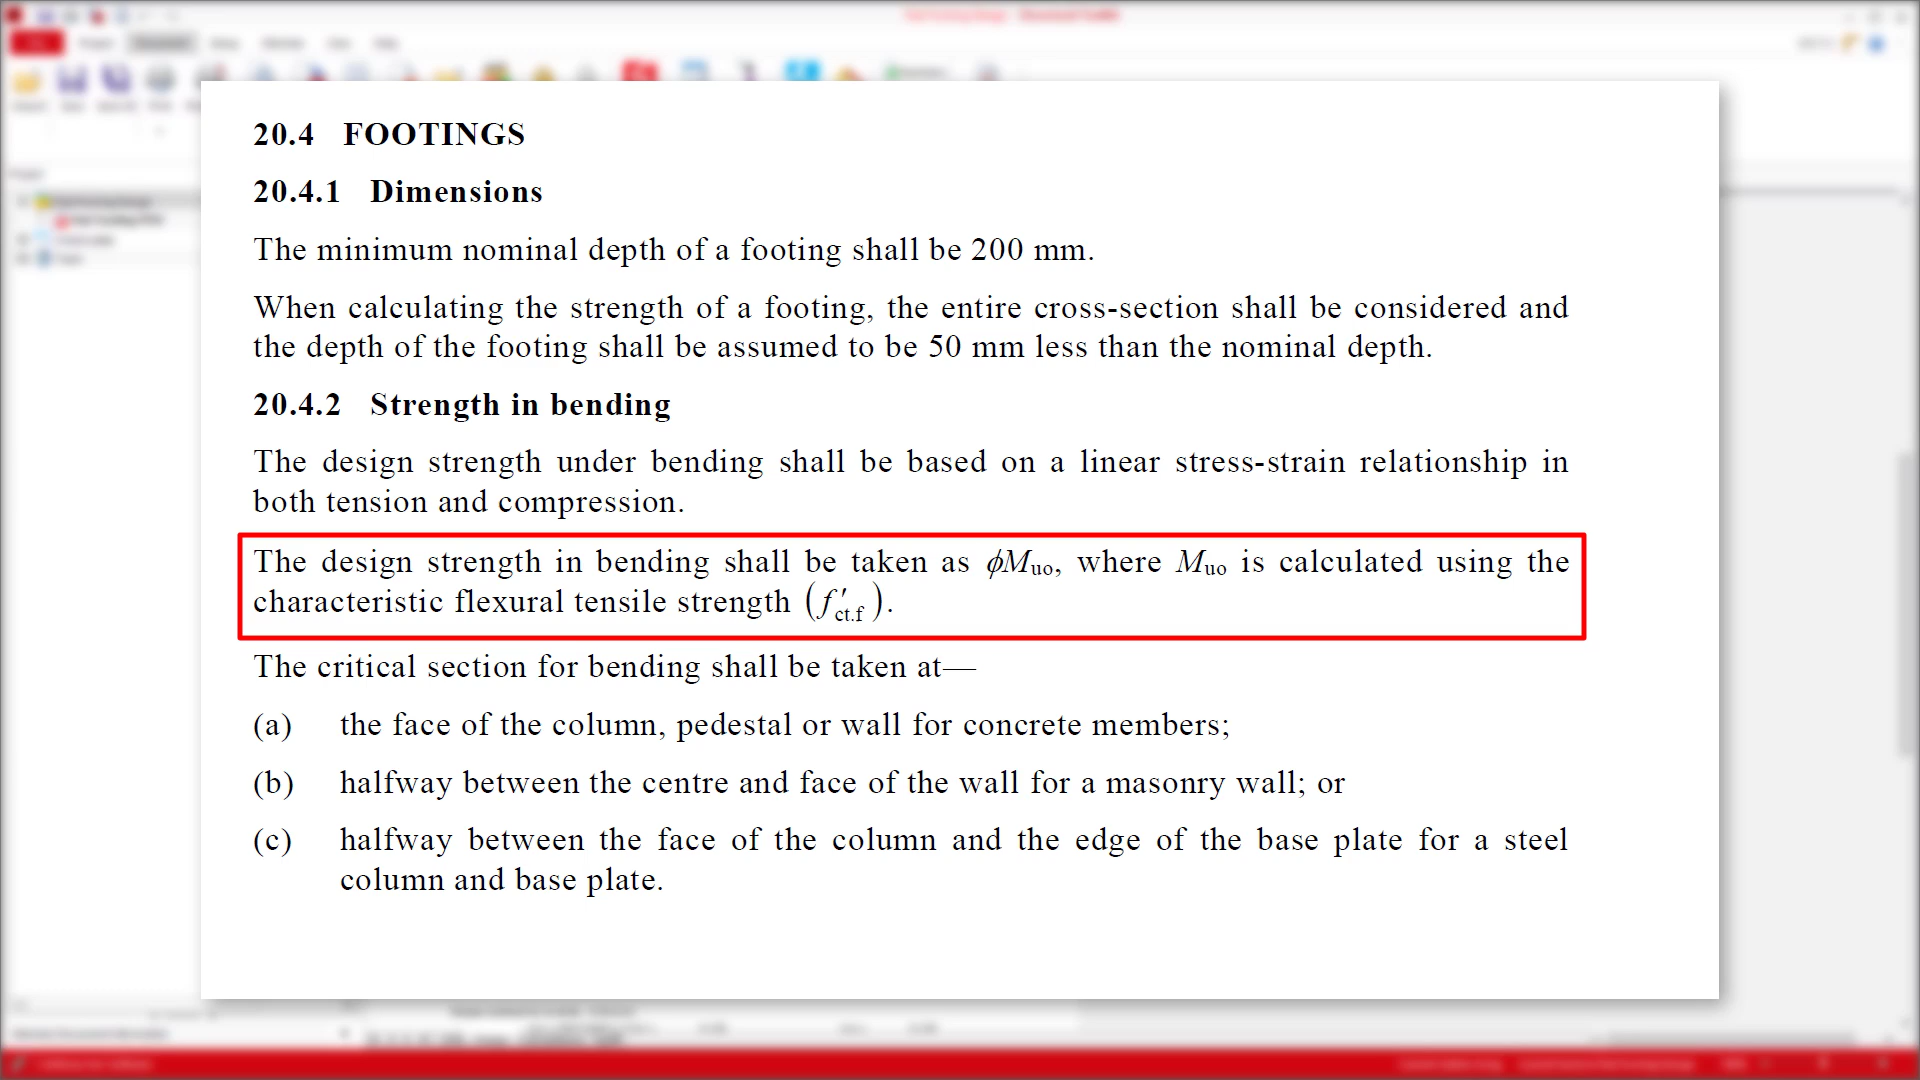 20.4 FOOTINGS
20.4.1 Dimensions
The minimum nominal depth of a footing shall be 200 mm.
When calculating the strength of a footing, the entire cross-section shall be considered and
the depth of the footing shall be assumed to be 50 mm less than the nominal depth.
20.4.2 Strength in bending
The design strength under bending shall be based on a linear stress-strain relationship in
both tension and compression.
The design strength in bending shall be taken as ϕMuo, where Muo is calculated using the
characteristic flexural tensile strength (f′ct.f).
The critical section for bending shall be taken at—
(a) the face of the column, pedestal or wall for concrete members;
(b) halfway between the centre and face of the wall for a masonry wall; or
(c) halfway between the face of the column and the edge of the base plate for a steel
column and base plate.